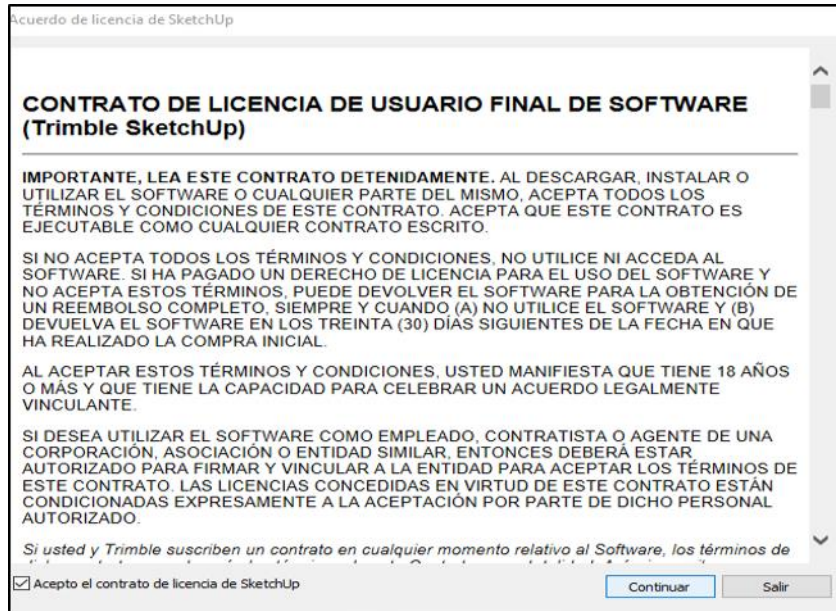 Acuerdo de licencia de SketchUp
CONTRATO DE LICENCIA DE USUARIO FINAL DE SOFTWARE
(Trimble SketchUp)
IMPORTANTE, LEA ESTE CONTRATO DETENIDAMENTE. AL DESCARGAR, INSTALAR O
UTILIZAR EL SOFTWARE O CUALQUIER PARTE DEL MISMO, ACEPTA TODOS LOS
TÉRMINOS Y CONDICIONES DE ESTE CONTRATO. ACEPTA QUE ESTE CONTRATO ES
EJECUTABLE COMO CUALQUIER CONTRATO ESCRITO.
SI NO ACEPTA TODOS LOS TÉRMINOS Y CONDICIONES, NO UTILICE NI ACCEDA AL
SOFTWARE. SI HA PAGADO UN DERECHO DE LICENCIA PARA EL USO DEL SOFTWARE Y
NO ACEPTA ESTOS TÉRMINOS, PUEDE DEVOLVER EL SOFTWARE PARA LA OBTENCIÓN DE
UN REEMBOLSO COMPLETO, SIEMPRE Y CUANDO (A) NO UTILICE EL SOFTWARE Y (B)
DEVUELVA EL SOFTWARE EN LOS TREINTA (30) DÍAS SIGUIENTES DE LA FECHA EN QUE
HA REALIZADO LA COMPRA INICIAL.
AL ACEPTAR ESTOS TÉRMINOS Y CONDICIONES, USTED MANIFIESTA QUE TIENE 18 AÑOS
O MÁS Y QUE TIENE LA CAPACIDAD PARA CELEBRAR UN ACUERDO LEGALMENTE
VINCULANTE.
SI DESEA UTILIZAR EL SOFTWARE COMO EMPLEADO, CONTRATISTA O AGENTE DE UNA
CORPORACIÓN, ASOCIACIÓN O ENTIDAD SIMILAR, ENTONCES DEBERÁ ESTAR
AUTORIZADO PARA FIRMAR Y VINCULAR A LA ENTIDAD PARA ACEPTAR LOS TÉRMINOS DE
ESTE CONTRATO. LAS LICENCIAS CONCEDIDAS EN VIRTUD DE ESTE CONTRATO ESTÁN
CONDICIONADAS EXPRESAMENTE A LA ACEPTACIÓN POR PARTE DE DICHO PERSONAL
AUTORIZADO.
Si usted y Trimble suscriben un contrato en cualquier momento relativo al Software, los términos de
Acepto el contrato de licencia de SketchUp
Continuar
Salir